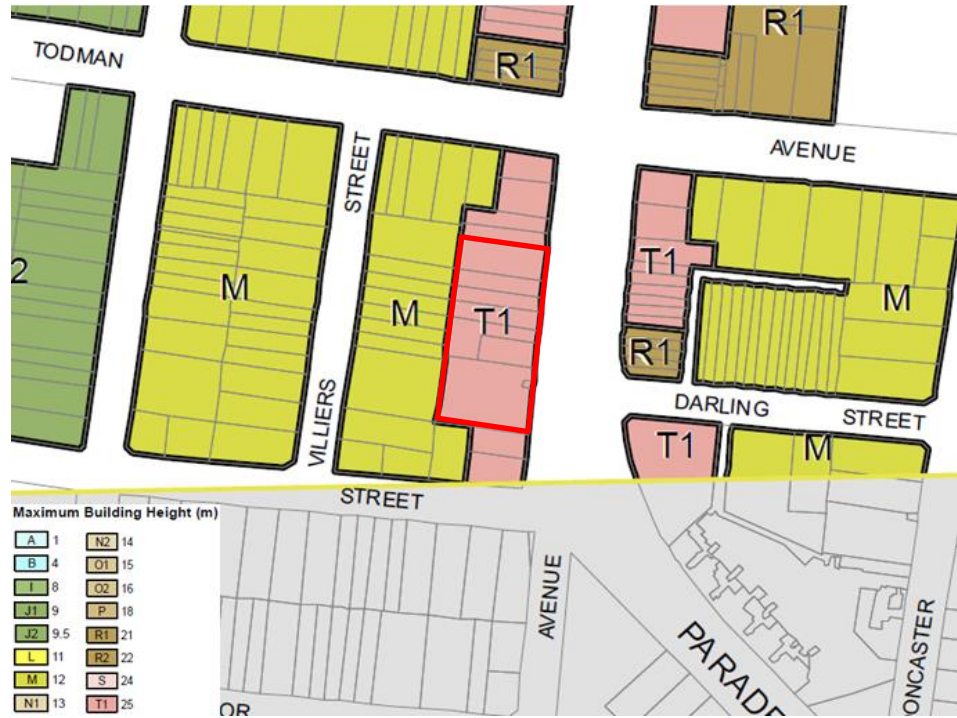 R1
R1
TODMAN
AVENUE
STREET
2
M
M
T1
T1
M
R1
DARLING
STREET
VILLIERS
T1
M
STREET
AVENUE
PARADE
ONCASTER
OR
Maximum Building Height (m)
A 1
B 4
I 8
J1 9
J2 9.5
L 11
M 12
N1 13
N2 14
O1 15
O2 16
P 18
R1 21
R2 22
S 24
T1 25